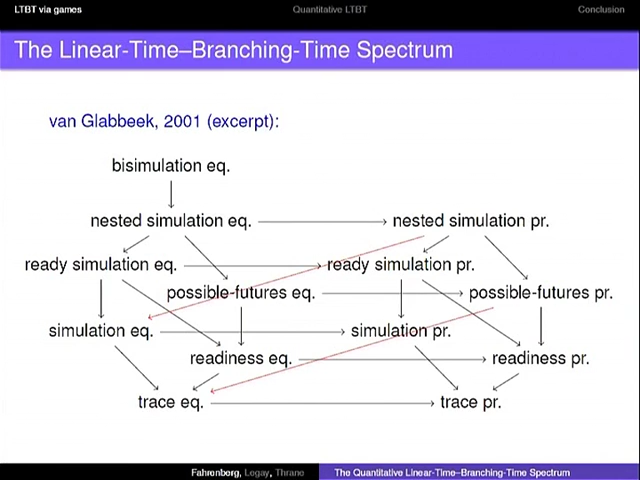 LTBT via games Quantitative LTBT Conclusion
The Linear-Time–Branching-Time Spectrum
van Glabbeek, 2001 (excerpt):
bisimulation eq.
nested simulation eq. nested simulation pr.
ready simulation eq. ready simulation pr.
possible-futures eq. possible-futures pr.
simulation eq. simulation pr.
readiness eq. readiness pr.
trace eq. trace pr.
Fahrenberg, Legay, Thrane The Quantitative Linear-Time–Branching-Time Spectrum